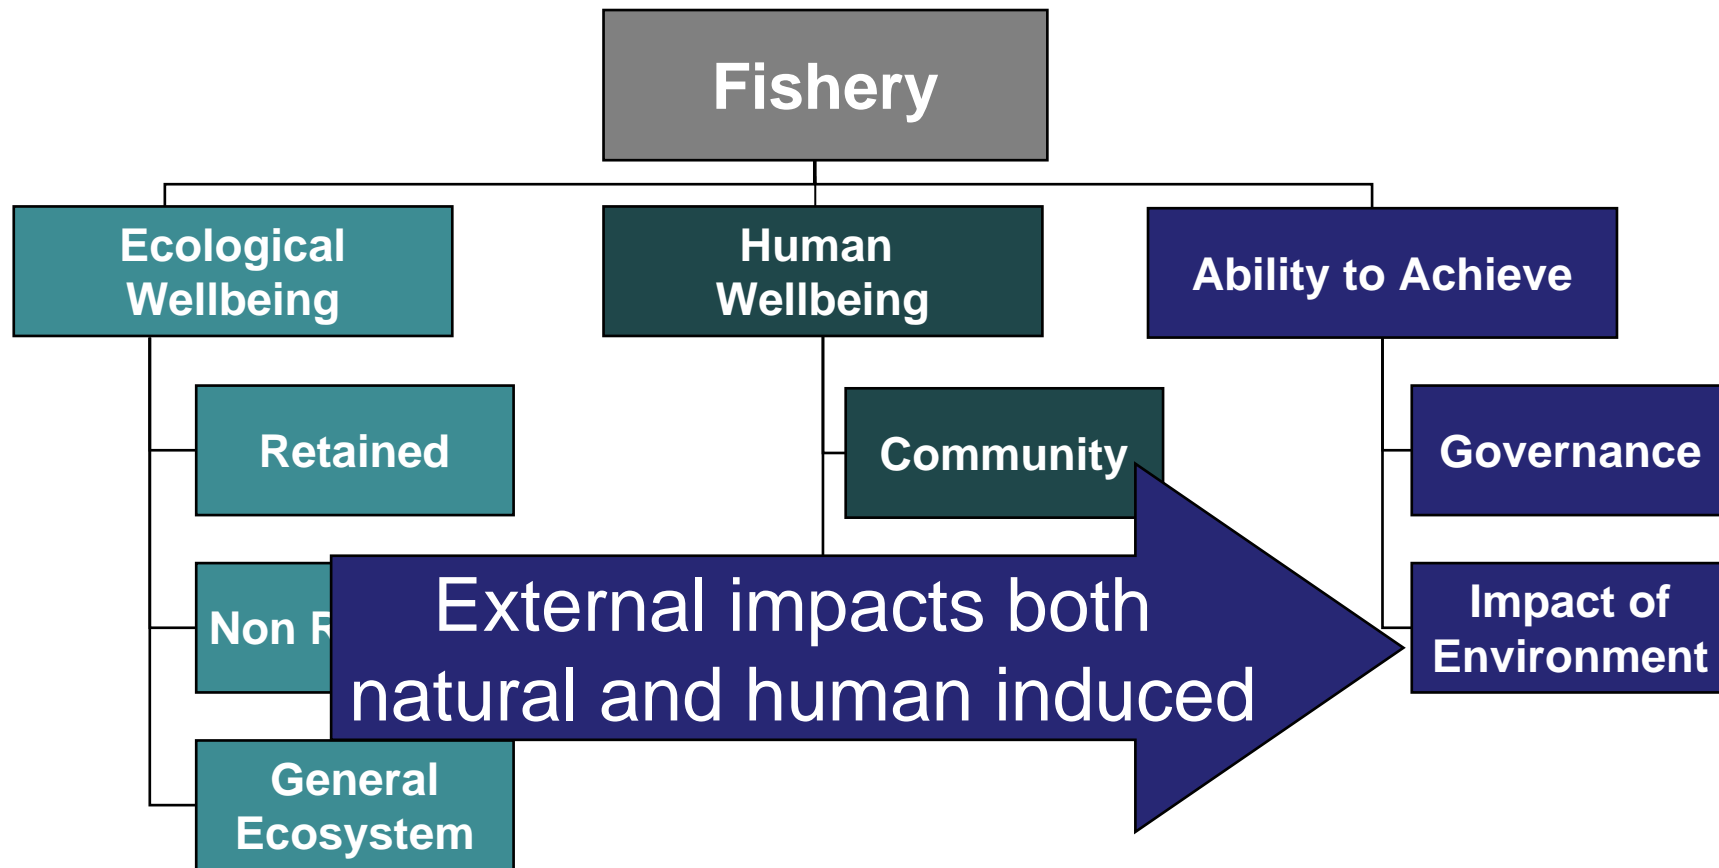 Fishery
Ecological
Wellbeing
Human
Wellbeing
Ability to Achieve
Retained
Community
Governance
Non
External impacts both
natural and human induced
Impact of
Environment
General
Ecosystem